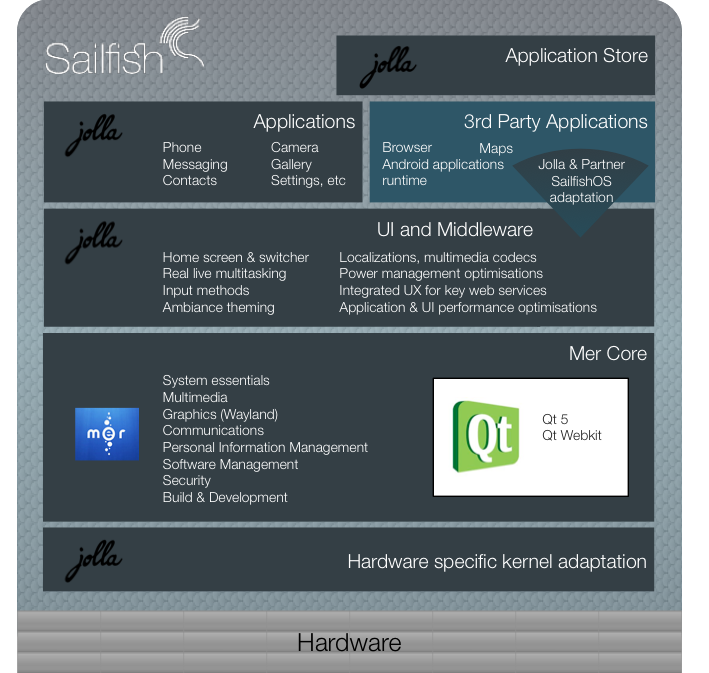 Sailfish
jolla
Application Store
jolla
Applications
Phone
Messaging
Contacts
Camera
Gallery
Settings, etc
3rd Party Applications
Browser
Maps
Android applications
runtime
Jolla & Partner
SailfishOS
adaptation
jolla
UI and Middleware
Home screen & switcher
Real live multitasking
Input methods
Ambiance theming
Localizations, multimedia codecs
Power management optimisations
Integrated UX for key web services
Application & UI performance optimisations
Mer Core
mer
System essentials
Multimedia
Graphics (Wayland)
Communications
Personal Information Management
Software Management
Security
Build & Development
Qt
Qt 5
Qt Webkit
jolla
Hardware specific kernel adaptation
Hardware